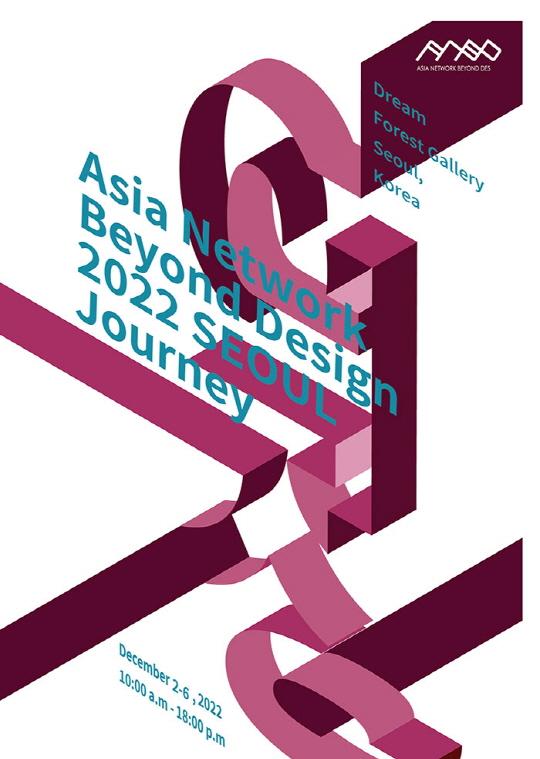 ANBD
ASIA NETWORK BEYOND DES
Dream
Forest Gallery
Seoul,
Korea
Asia Network
Beyond Design
2022 SEOUL
Journey
December 2-6 , 2022
10:00 a.m - 18:00 p.m